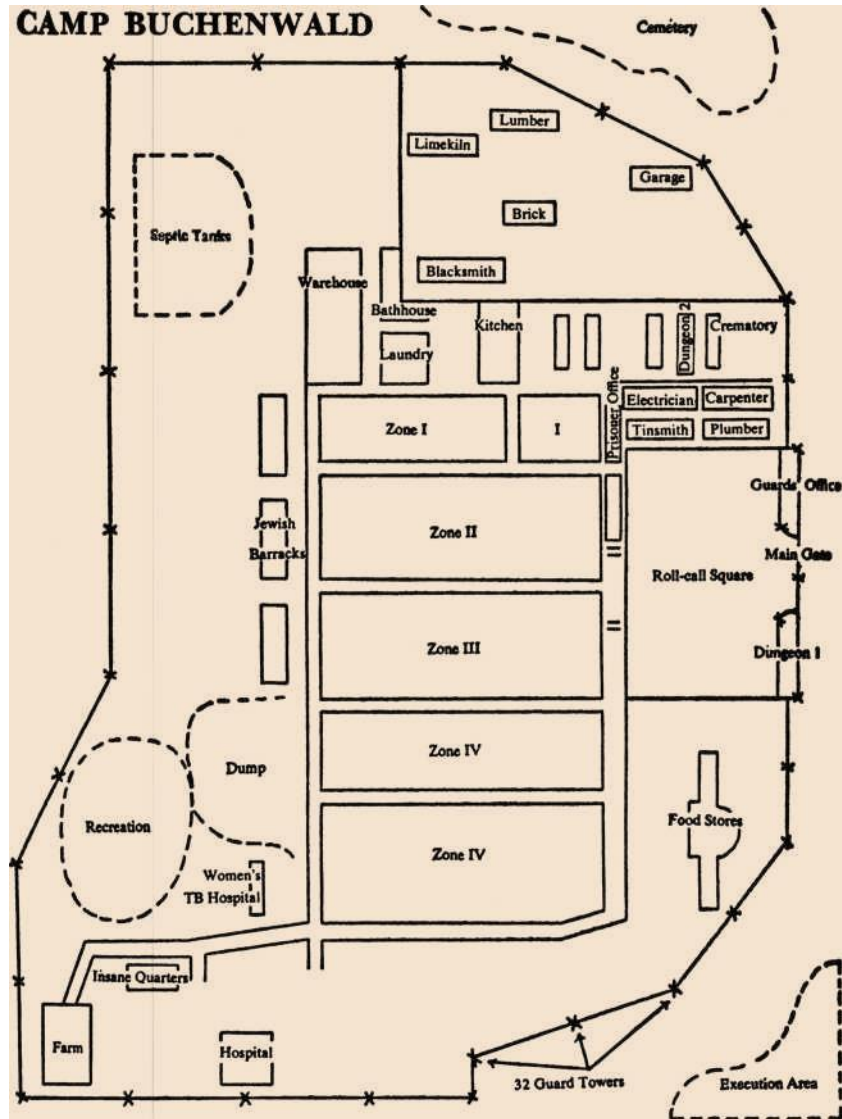 CAMP BUCHENWALD
Cemetery
Lumber
Limekiln
Garage
Brick
Septic Tanks
Blacksmith
Warehouse
Bathhouse
Kitchen
Dungeon 2
Crematory
Laundry
Prisoner Office
Electrician
Carpenter
Zone I
I
Tinsmith
Plumber
Guards' Office
Jewish
Barracks
Zone II
Main Gate
Roll-call Square
Zone III
Dungeon 1
Zone IV
Dump
Recreation
Food Stores
Zone IV
Women's
TB Hospital
Insane Quarters
Farm
Hospital
32 Guard Towers
Execution Area